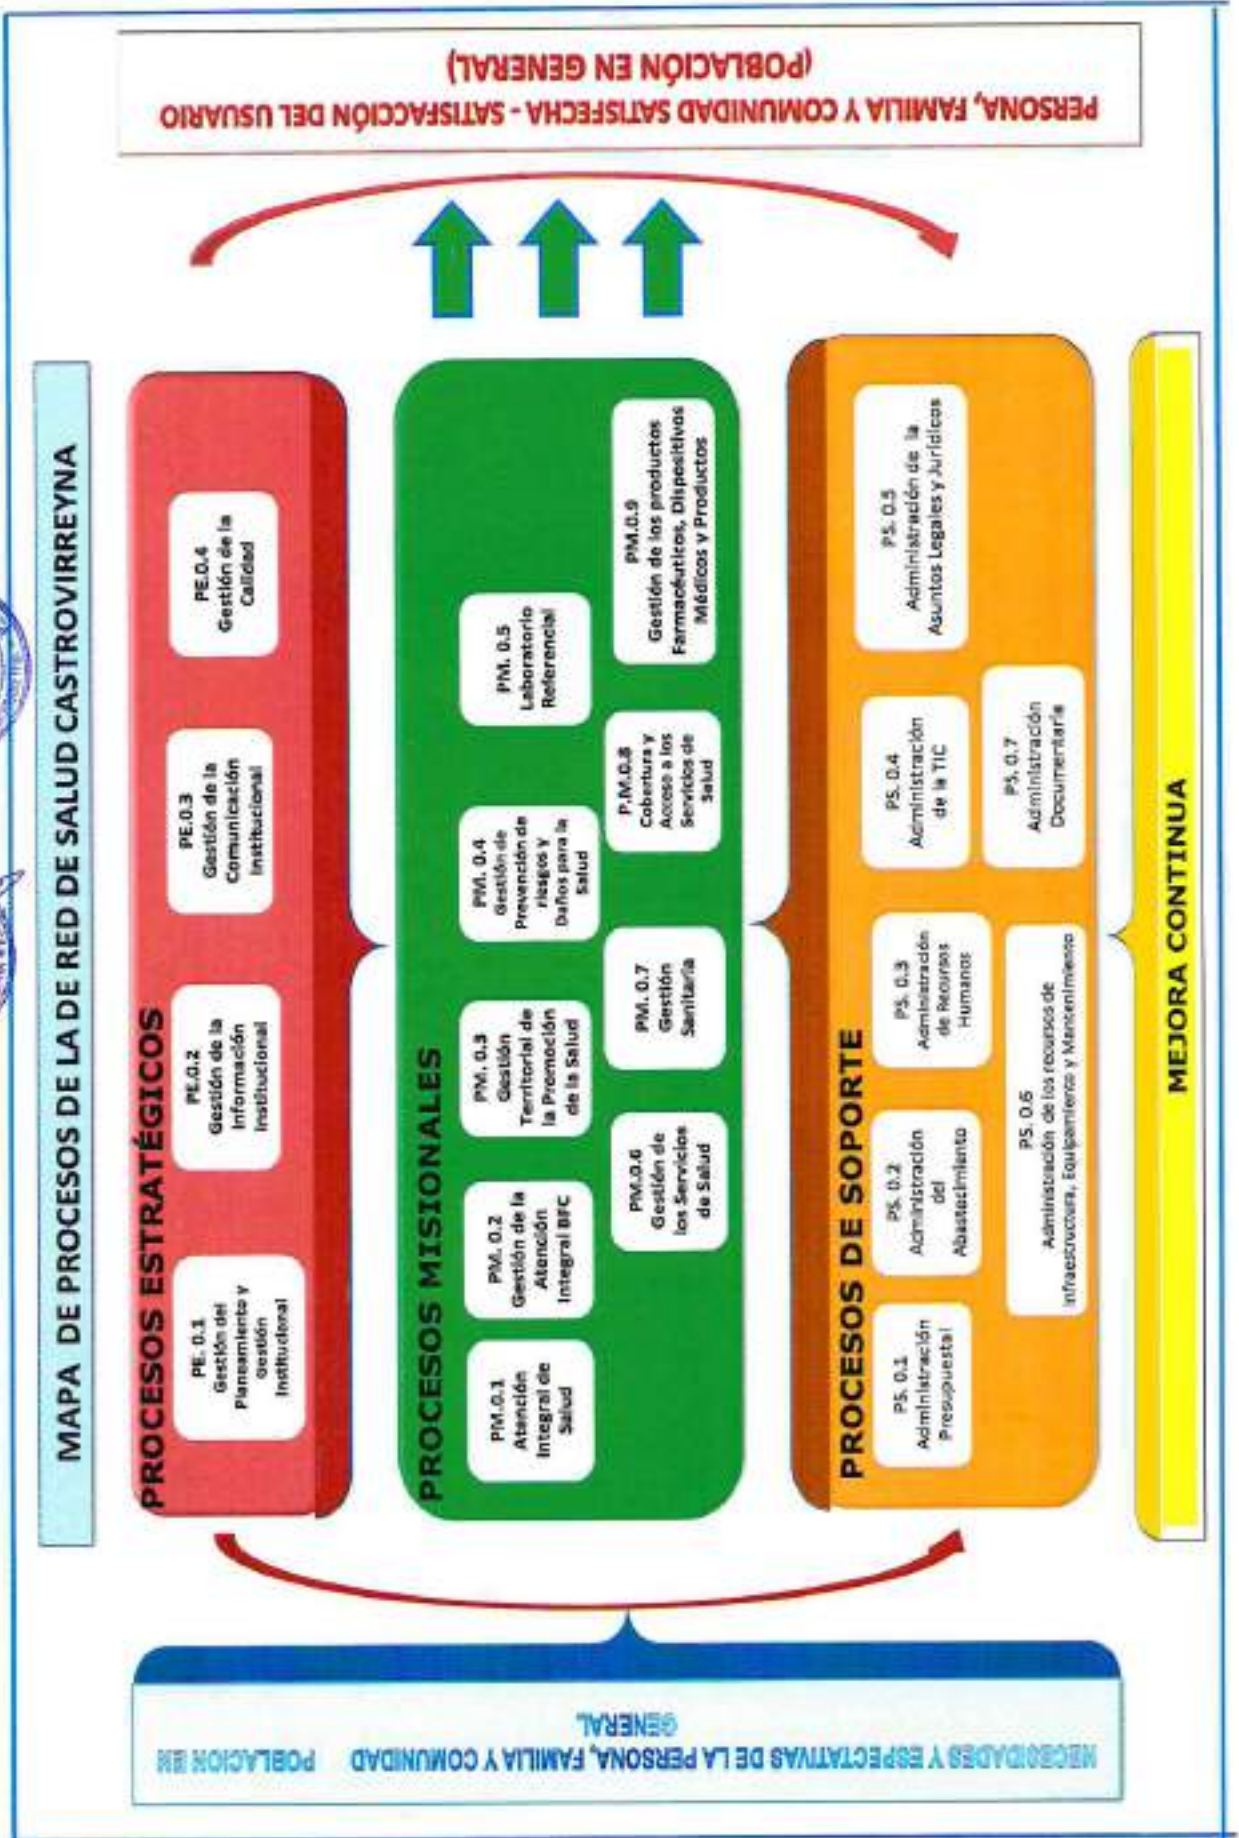 MAPA DE PROCESOS DE LA DE RED DE SALUD CASTROVIRREYNA
NECESIDADES Y ESPECTATIVAS DE LA PERSONA, FAMILIA Y COMUNIDAD POBLACION EN
GENERAL
PROCESOS ESTRATÉGICOS
PE. 0.1
Gestión del
Planeamiento y
Gestión
Institucional
PE.0.2
Gestión de la
Información
Institucional
PE.0.3
Gestión de la
Comunicación
Institucional
PE.0.4
Gestión de la
Calidad
PROCESOS MISIONALES
PM.0.1
Atención
Integral de
Salud
PM. 0.2
Gestión de la
Atención
Integral BFC
PM. 0.3
Gestión
Territorial de
la Promoción
de la Salud
PM. 0.4
Gestión de
Prevención de
riesgos y
Daños para la
Salud
PM. 0.5
Laboratorio
Referencial
PM.0.6
Gestión de
los Servicios
de Salud
PM. 0.7
Gestión
Sanitaria
P.M.0.8
Cobertura y
Acceso a los
Servicios de
Salud
PM.0.9
Gestión de los productos
Farmacéuticos, Dispositivos
Médicos y Productos
PROCESOS DE SOPORTE
PS. 0.1
Administración
Presupuestal
PS. 0.2
Administración
del
Abastecimiento
PS. 0.3
Administración
de Recursos
Humanos
PS. 0.4
Administración
de la TIC
PS. 0.5
Administración de la
Asuntos Legales y Jurídicos
PS. 0.6
Administración de los recursos de
Infraestructura, Equipamiento y Mantenimiento
PS. 0.7
Administración
Documentaria
MEJORA CONTINUA
PERSONA, FAMILIA Y COMUNIDAD SATISFECHA - SATISFACCIÓN DEL USUARIO
(POBLACIÓN EN GENERAL)